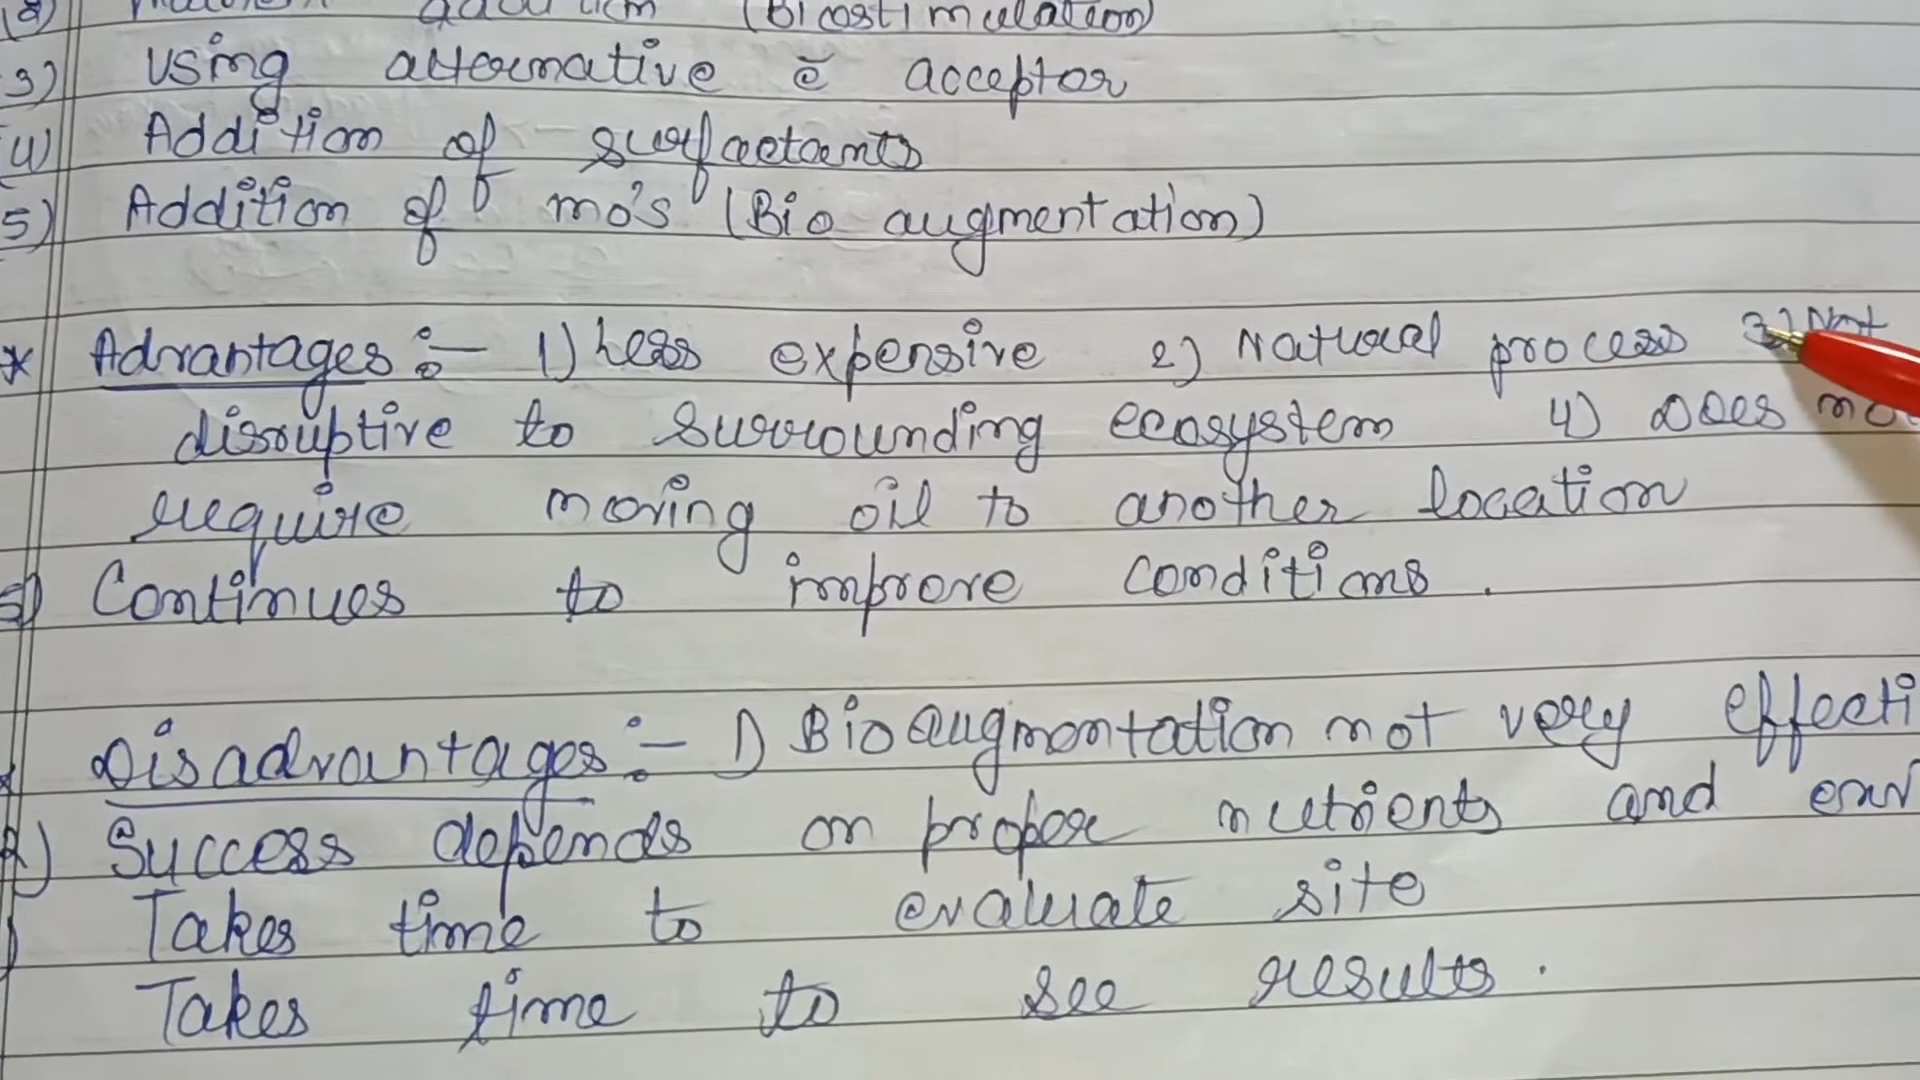 (2) addition (Biostimulation)
3) Using alternative ē acceptor
4) Addition of surfactants
5) Addition of mo's (Bio augmentation)
* Advantages :- 1) Less expensive 2) Natural process 3) Not
disruptive to surrounding ecosystem 4) Does not
require moving oil to another location
5) Continues to improve conditions.
Disadvantages :- 1) Bioaugmentation not very effecti
2) Success depends on proper nutrients and env
Takes time to evaluate site
Takes time to see results.